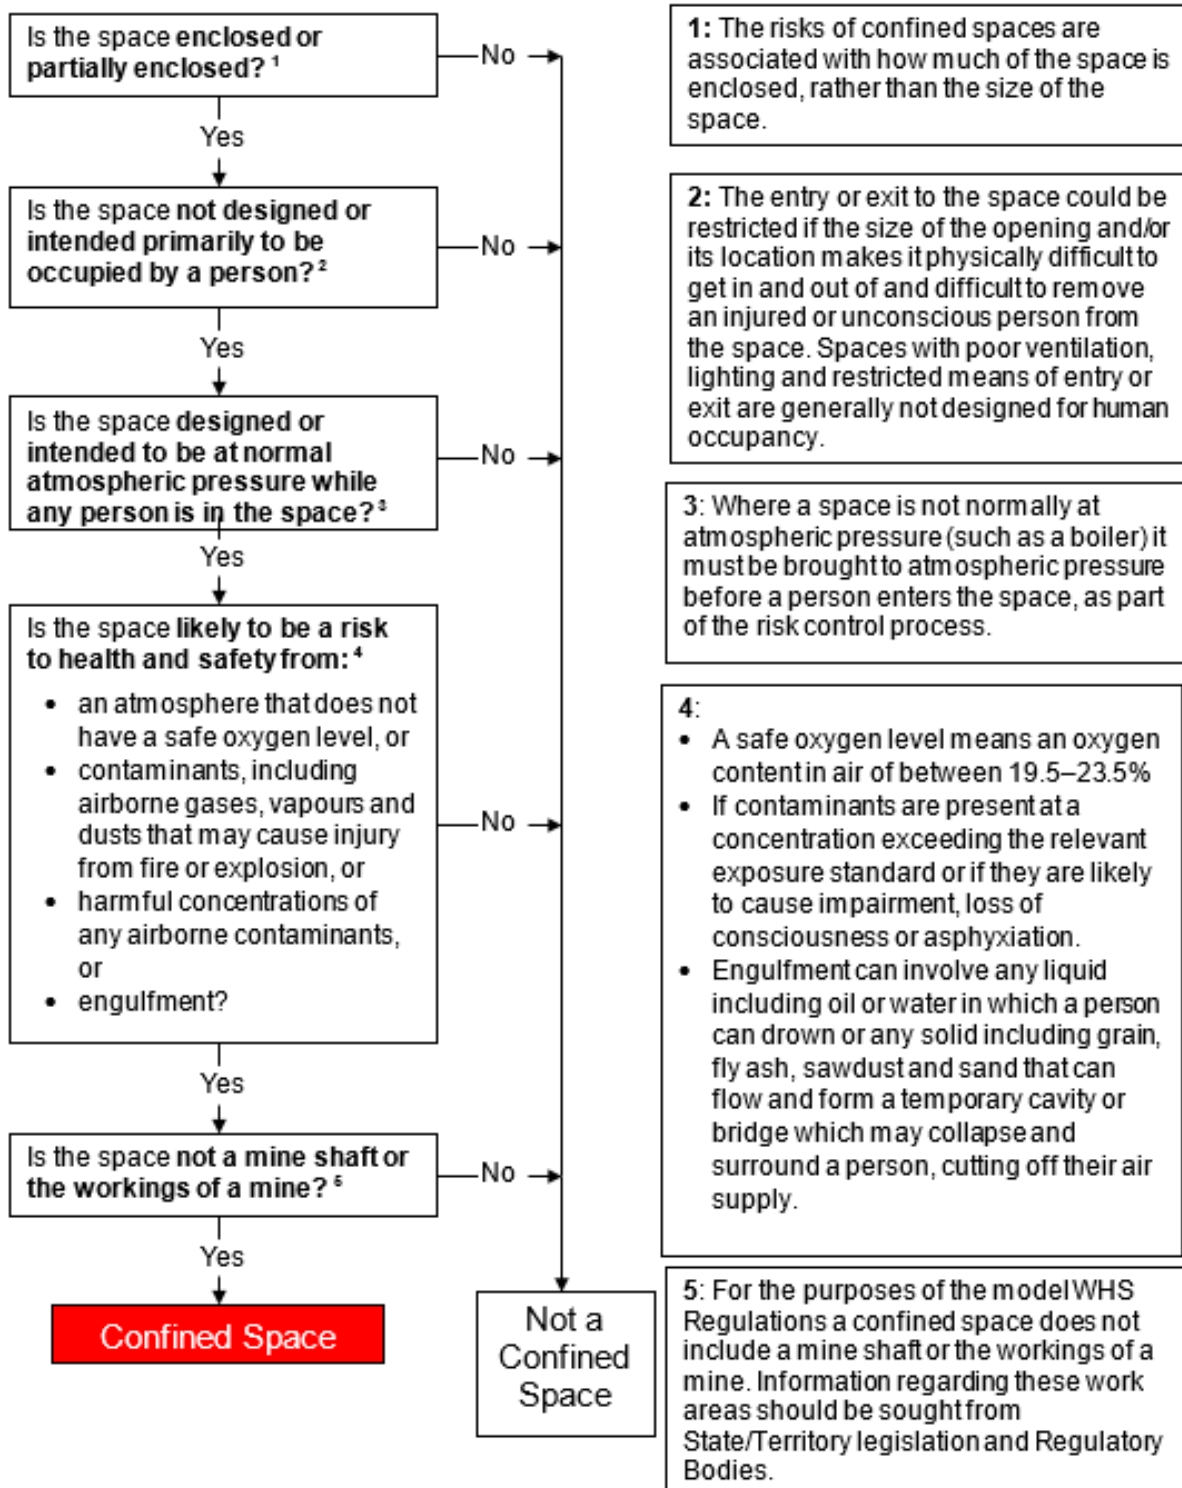 Is the space enclosed or
partially enclosed? ¹
No
Yes
Is the space not designed or
intended primarily to be
occupied by a person? ²
No
Yes
Is the space designed or
intended to be at normal
atmospheric pressure while
any person is in the space? ³
No
Yes
Is the space likely to be a risk
to health and safety from: ⁴
• an atmosphere that does not
have a safe oxygen level, or
• contaminants, including
airborne gases, vapours and
dusts that may cause injury
from fire or explosion, or
• harmful concentrations of
any airborne contaminants,
or
• engulfment?
No
Yes
Is the space not a mine shaft or
the workings of a mine? ⁵
No
Yes
Confined Space
Not a
Confined
Space
1: The risks of confined spaces are
associated with how much of the space is
enclosed, rather than the size of the
space.
2: The entry or exit to the space could be
restricted if the size of the opening and/or
its location makes it physically difficult to
get in and out of and difficult to remove
an injured or unconscious person from
the space. Spaces with poor ventilation,
lighting and restricted means of entry or
exit are generally not designed for human
occupancy.
3: Where a space is not normally at
atmospheric pressure (such as a boiler) it
must be brought to atmospheric pressure
before a person enters the space, as part
of the risk control process.
4:
• A safe oxygen level means an oxygen
content in air of between 19.5–23.5%
• If contaminants are present at a
concentration exceeding the relevant
exposure standard or if they are likely
to cause impairment, loss of
consciousness or asphyxiation.
• Engulfment can involve any liquid
including oil or water in which a person
can drown or any solid including grain,
fly ash, sawdust and sand that can
flow and form a temporary cavity or
bridge which may collapse and
surround a person, cutting off their air
supply.
5: For the purposes of the model WHS
Regulations a confined space does not
include a mine shaft or the workings of a
mine. Information regarding these work
areas should be sought from
State/Territory legislation and Regulatory
Bodies.